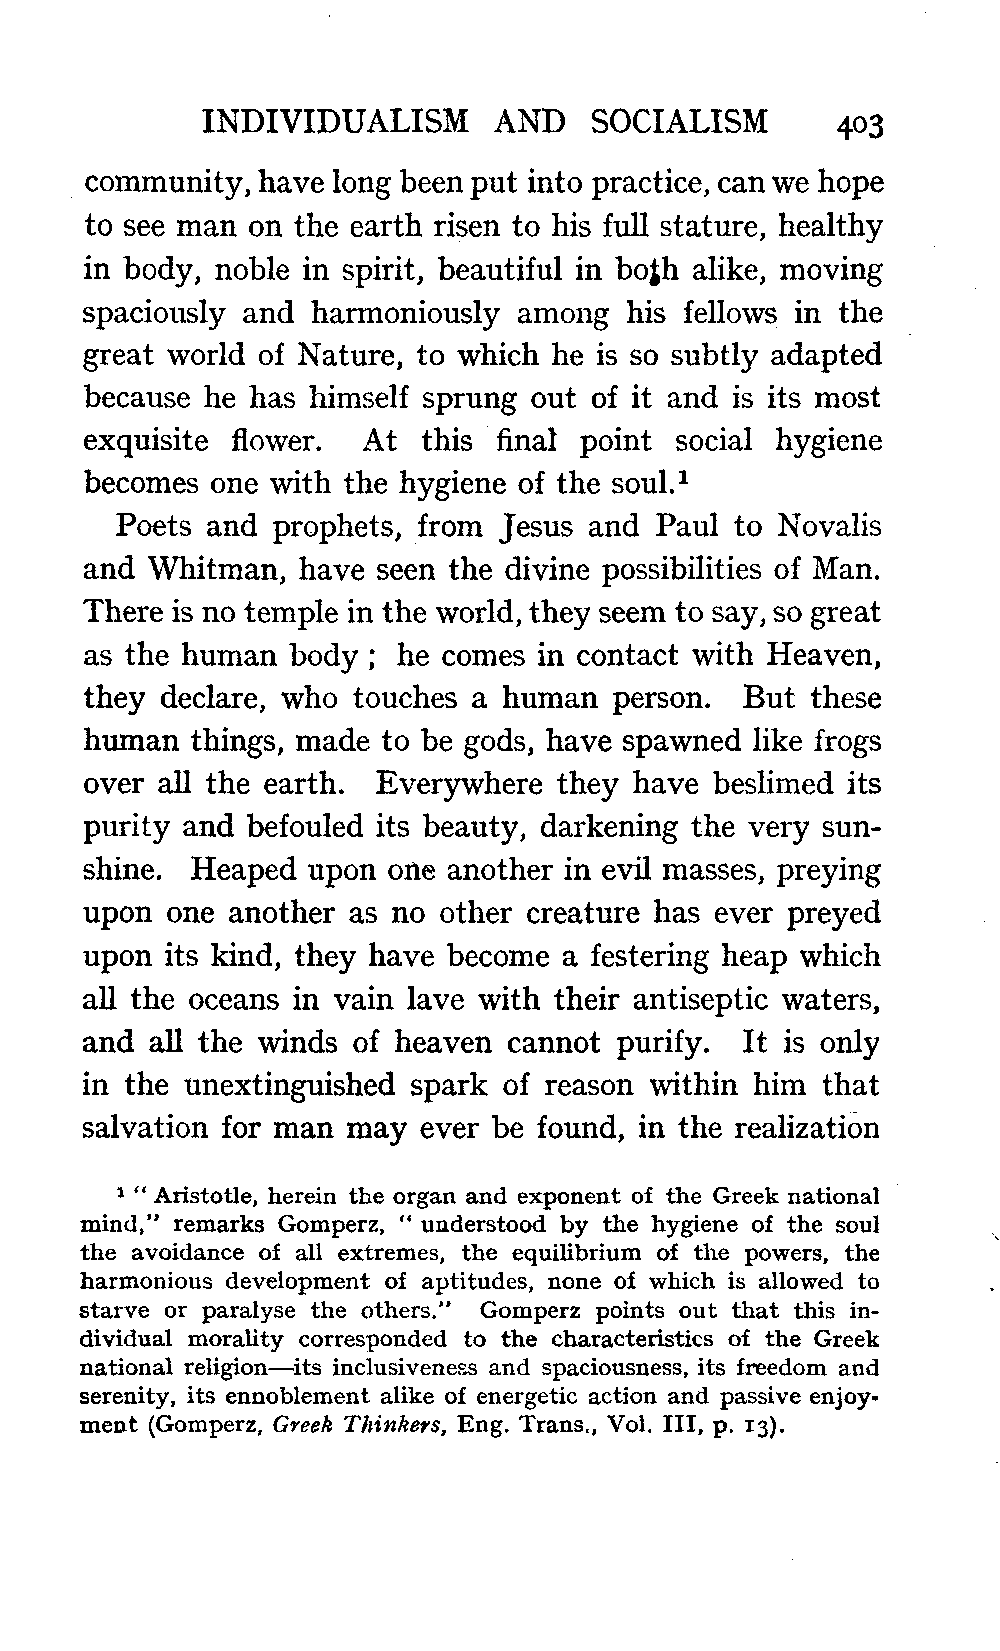 INDIVIDUALISM AND SOCIALISM 403
community, have long been put into practice, can we hope
to see man on the earth risen to his full stature, healthy
in body, noble in spirit, beautiful in both alike, moving
spaciously and harmoniously among his fellows in the
great world of Nature, to which he is so subtly adapted
because he has himself sprung out of it and is its most
exquisite flower. At this final point social hygiene
becomes one with the hygiene of the soul.¹
Poets and prophets, from Jesus and Paul to Novalis
and Whitman, have seen the divine possibilities of Man.
There is no temple in the world, they seem to say, so great
as the human body ; he comes in contact with Heaven,
they declare, who touches a human person. But these
human things, made to be gods, have spawned like frogs
over all the earth. Everywhere they have beslimed its
purity and befouled its beauty, darkening the very sun-
shine. Heaped upon one another in evil masses, preying
upon one another as no other creature has ever preyed
upon its kind, they have become a festering heap which
all the oceans in vain lave with their antiseptic waters,
and all the winds of heaven cannot purify. It is only
in the unextinguished spark of reason within him that
salvation for man may ever be found, in the realization
¹ “ Aristotle, herein the organ and exponent of the Greek national
mind,” remarks Gomperz, “ understood by the hygiene of the soul
the avoidance of all extremes, the equilibrium of the powers, the
harmonious development of aptitudes, none of which is allowed to
starve or paralyse the others.” Gomperz points out that this in-
dividual morality corresponded to the characteristics of the Greek
national religion—its inclusiveness and spaciousness, its freedom and
serenity, its ennoblement alike of energetic action and passive enjoy-
ment (Gomperz, Greek Thinkers, Eng. Trans., Vol. III, p. 13).